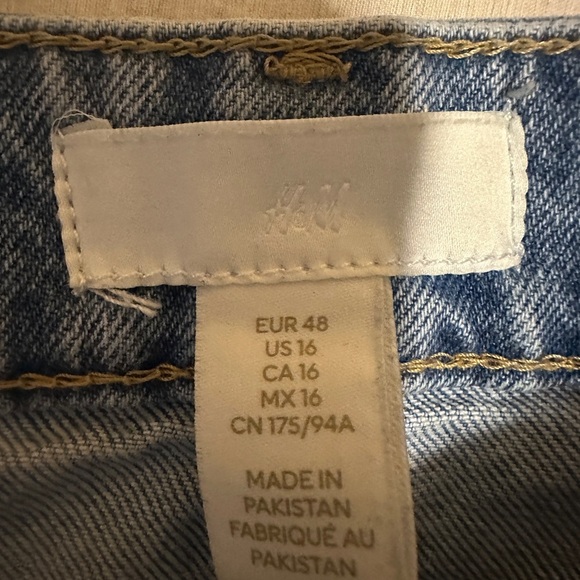 H&M
EUR 48
US 16
CA 16
MX 16
CN 175/94A
MADE IN
PAKISTAN
FABRIQUÉ AU
PAKISTAN